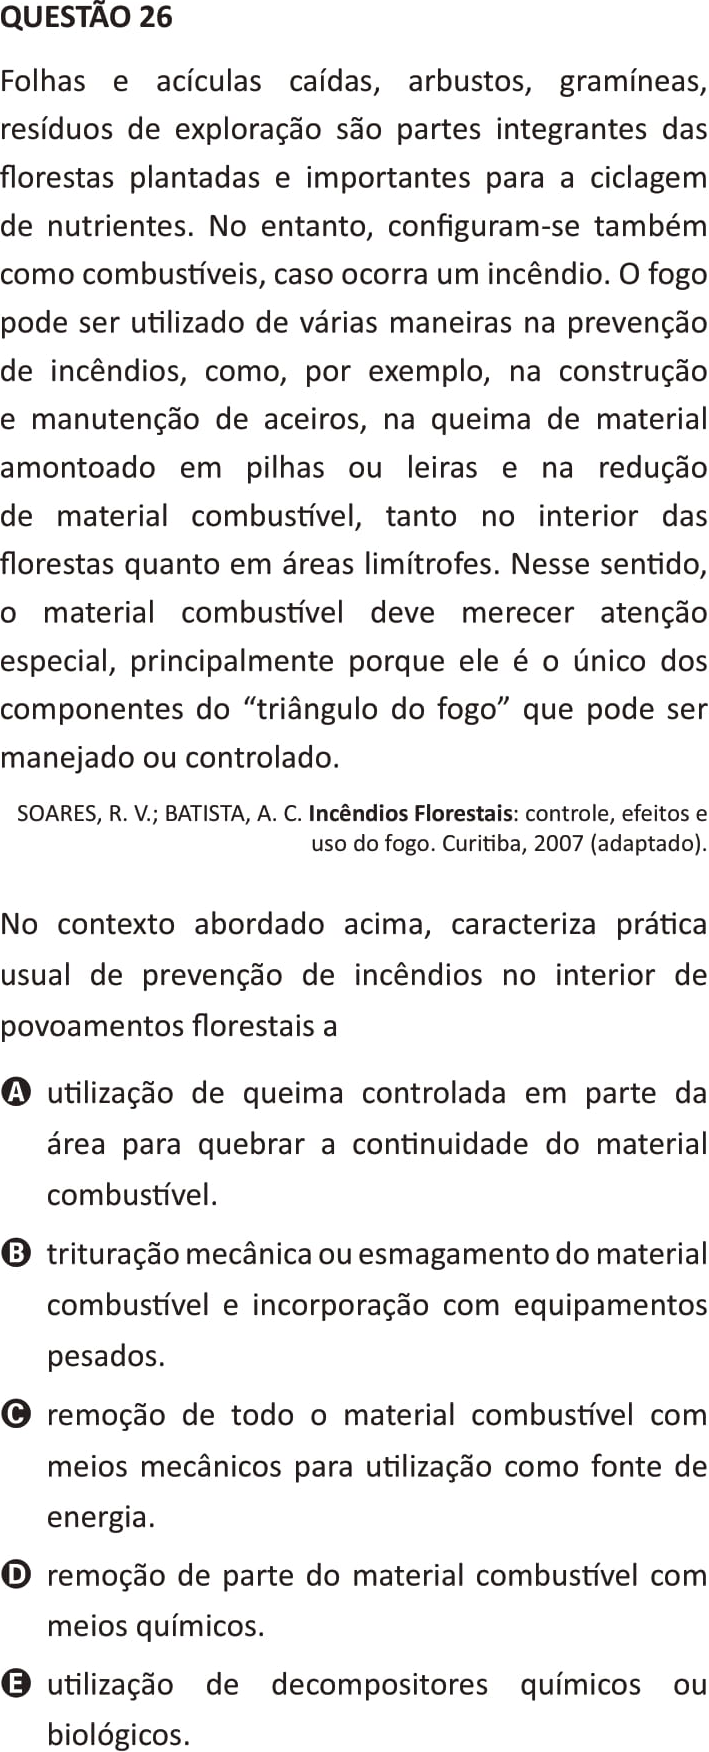 QUESTÃO 26
Folhas e acículas caídas, arbustos, gramíneas,
resíduos de exploração são partes integrantes das
florestas plantadas e importantes para a ciclagem
de nutrientes. No entanto, configuram-se também
como combustíveis, caso ocorra um incêndio. O fogo
pode ser utilizado de várias maneiras na prevenção
de incêndios, como, por exemplo, na construção
e manutenção de aceiros, na queima de material
amontoado em pilhas ou leiras e na redução
de material combustível, tanto no interior das
florestas quanto em áreas limítrofes. Nesse sentido,
o material combustível deve merecer atenção
especial, principalmente porque ele é o único dos
componentes do “triângulo do fogo” que pode ser
manejado ou controlado.
SOARES, R. V.; BATISTA, A. C. Incêndios Florestais: controle, efeitos e
uso do fogo. Curitiba, 2007 (adaptado).
No contexto abordado acima, caracteriza prática
usual de prevenção de incêndios no interior de
povoamentos florestais a
A utilização de queima controlada em parte da
área para quebrar a continuidade do material
combustível.
B trituração mecânica ou esmagamento do material
combustível e incorporação com equipamentos
pesados.
C remoção de todo o material combustível com
meios mecânicos para utilização como fonte de
energia.
D remoção de parte do material combustível com
meios químicos.
E utilização de decompositores químicos ou
biológicos.